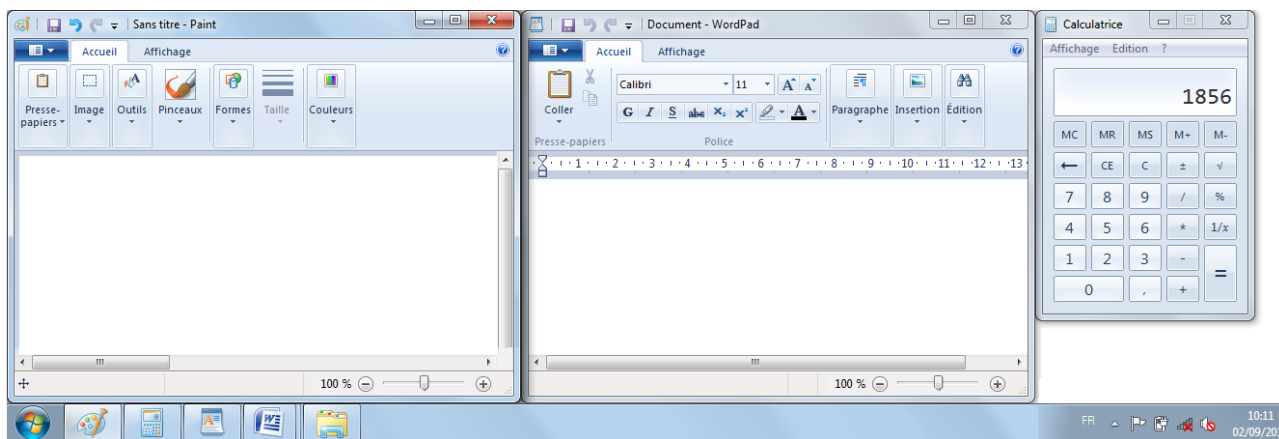 Sans titre - Paint
Accueil Affichage
Presse-papiers Image Outils Pinceaux Formes Taille Couleurs
100 %
Document - WordPad
Accueil Affichage
Coller
Calibri 11 A A
G I S abc X₂ X² A
Presse-papiers Police
Paragraphe Insertion Édition
1 2 3 4 5 6 7 8 9 10 11 12 13
100 %
Calculatrice
Affichage Edition ?
1856
MC MR MS M+ M-
← CE C ± √
7 8 9 / %
4 5 6 * 1/x
1 2 3 - =
0 , +
FR
10:11
02/09/20